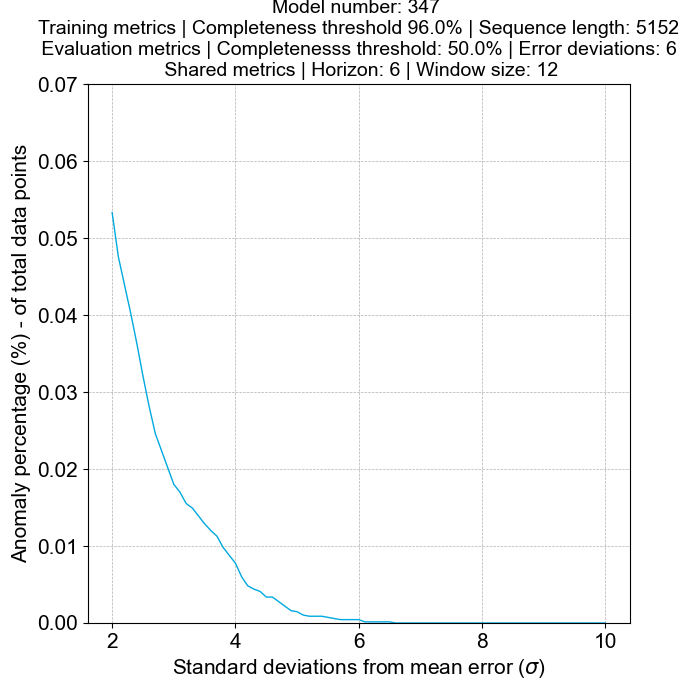 Model number: 347
Training metrics | Completeness threshold 96.0% | Sequence length: 5152
Evaluation metrics | Completenesss threshold: 50.0% | Error deviations: 6
Shared metrics | Horizon: 6 | Window size: 12
0.07
0.06
0.05
0.04
0.03
0.02
0.01
0.00
Anomaly percentage (%) - of total data points
2 4 6 8 10
Standard deviations from mean error (σ)